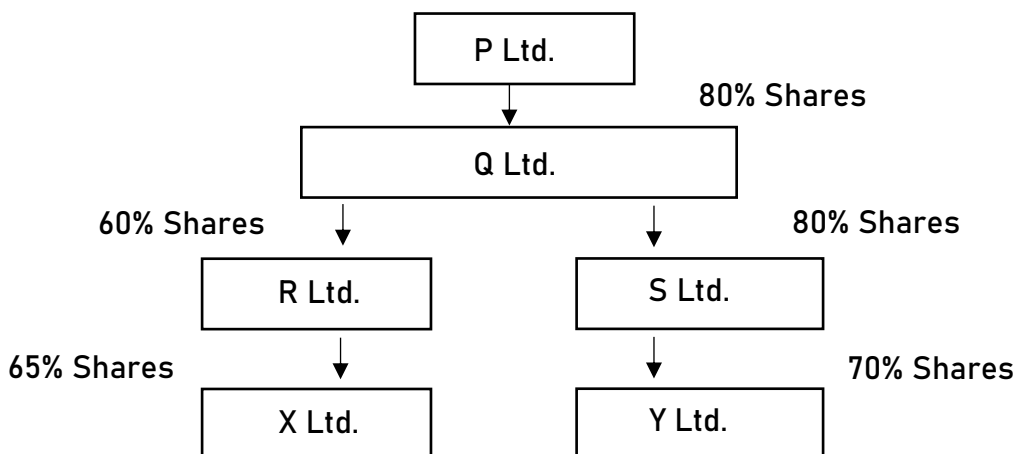 P Ltd.
80% Shares
Q Ltd.
60% Shares
80% Shares
R Ltd.
S Ltd.
65% Shares
70% Shares
X Ltd.
Y Ltd.